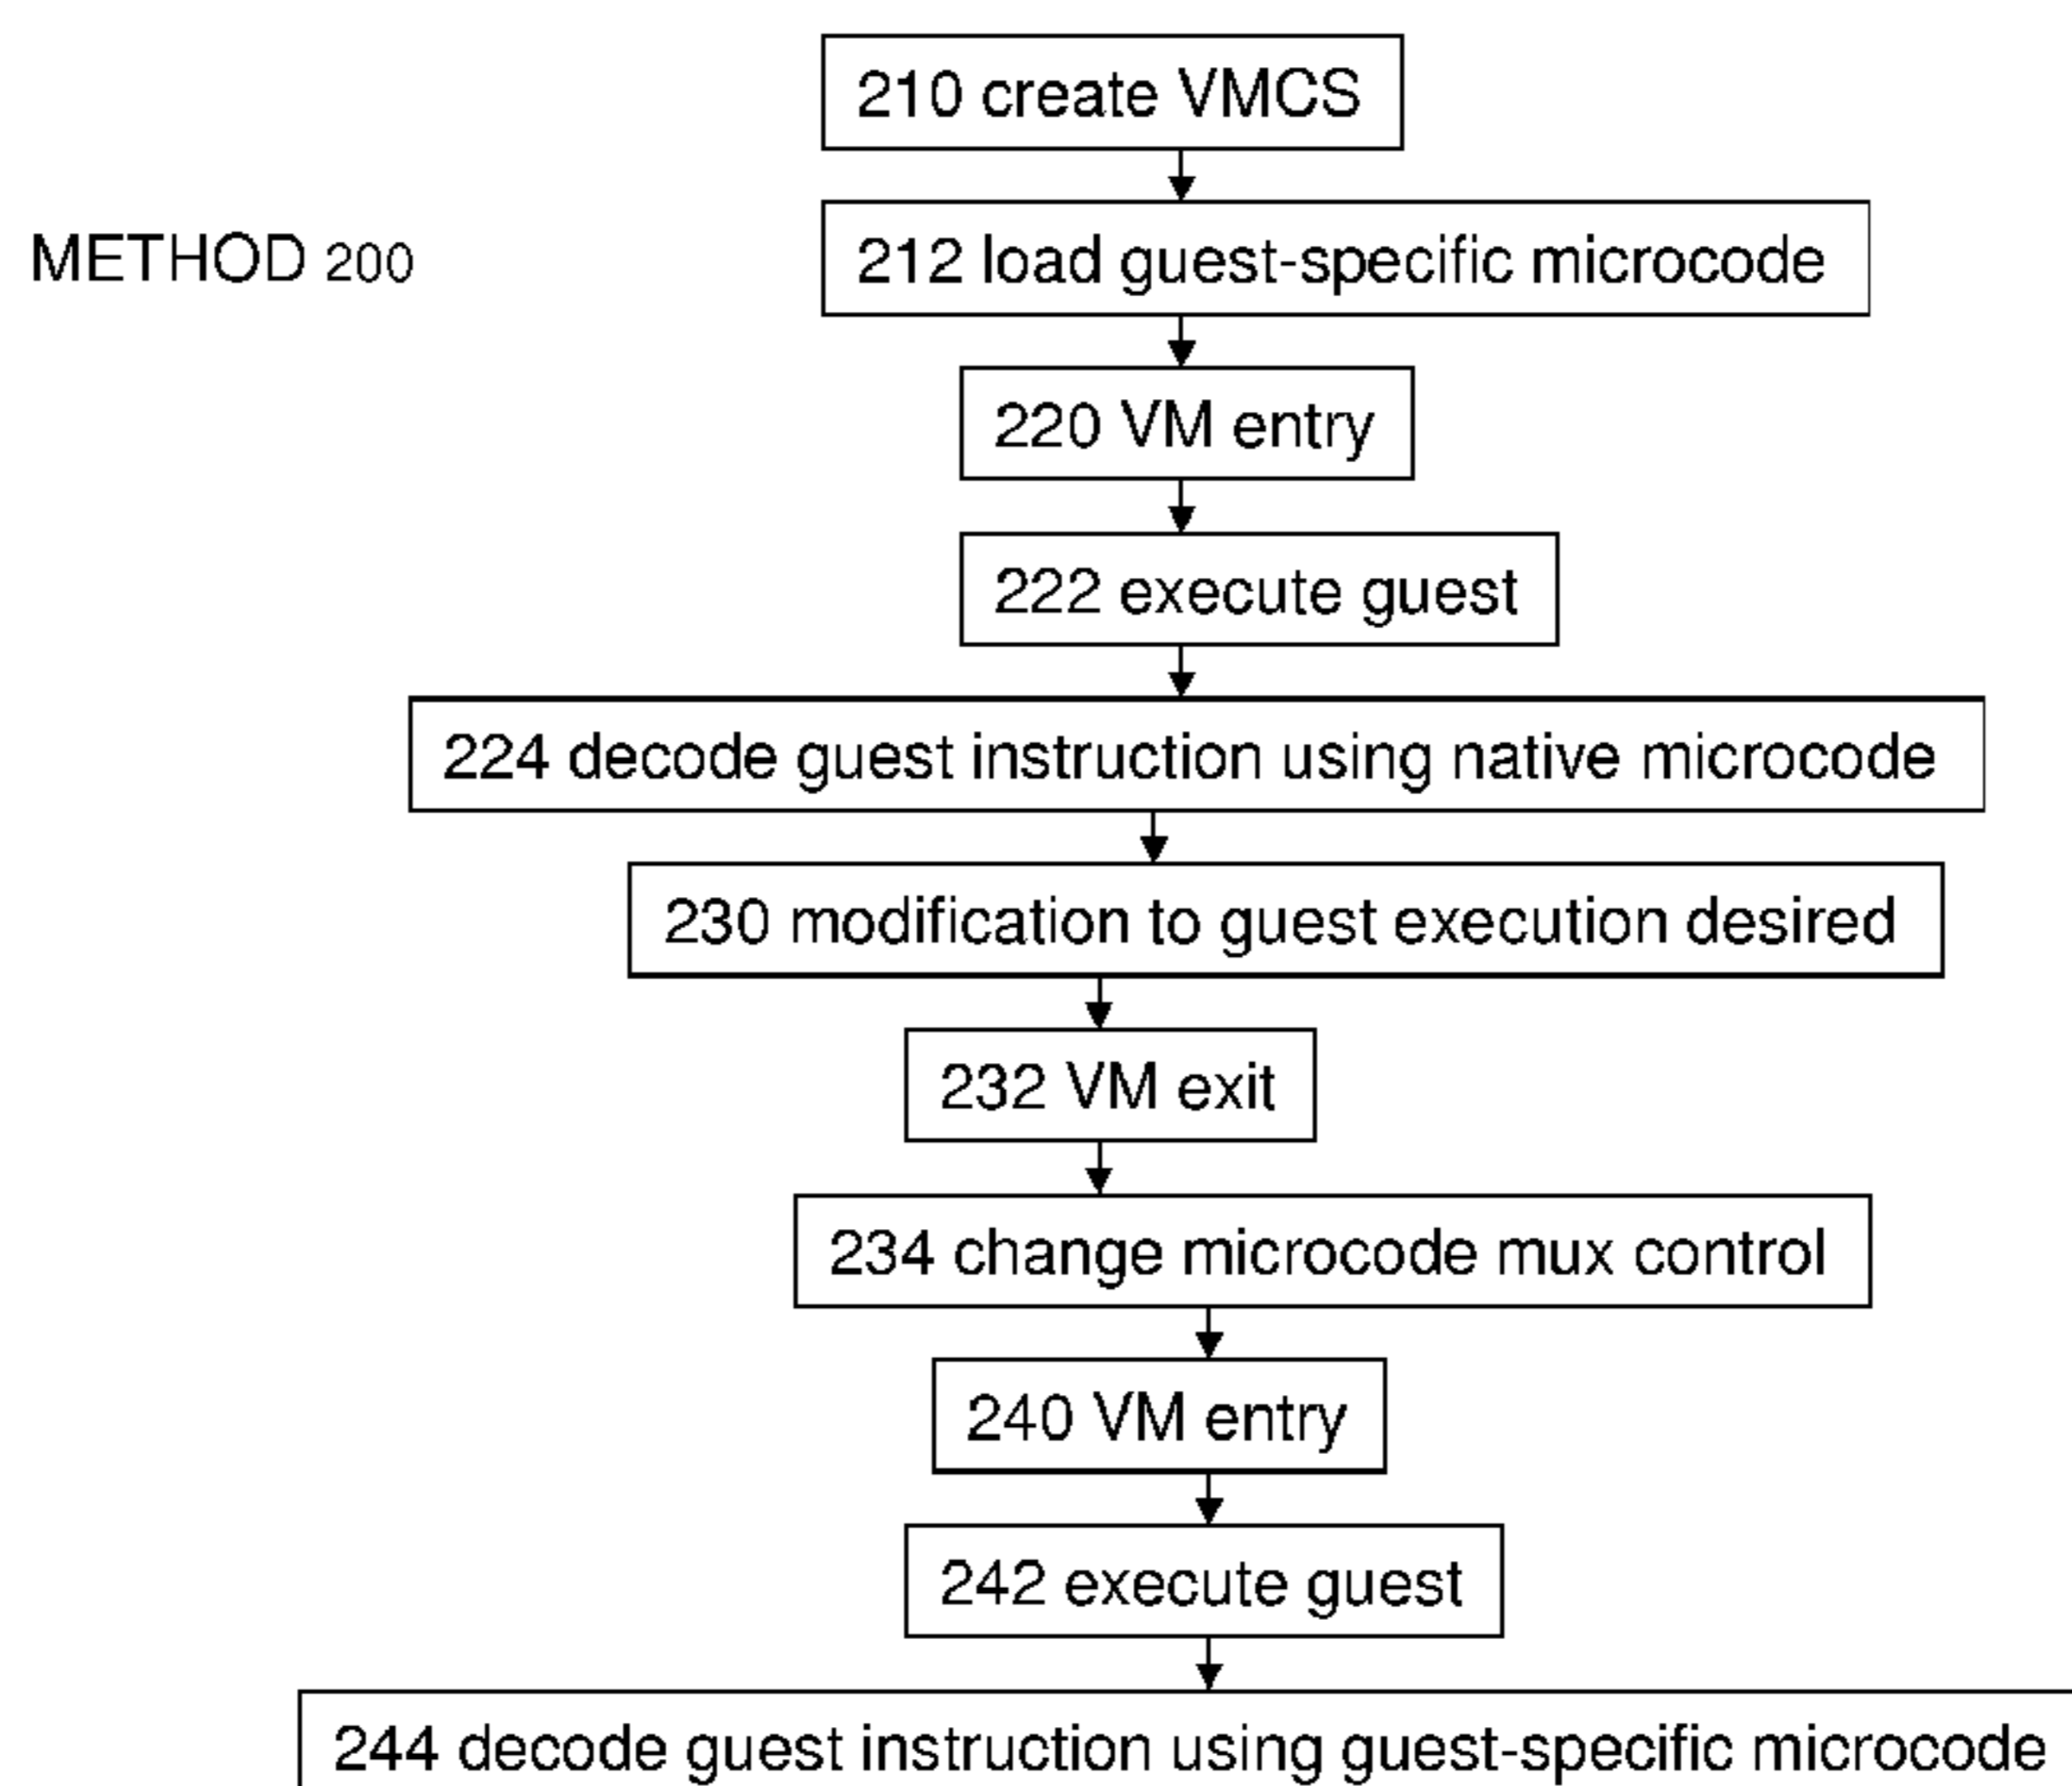 210 create VMCS
METHOD 200
212 load guest-specific microcode
220 VM entry
222 execute guest
224 decode guest instruction using native microcode
230 modification to guest execution desired
232 VM exit
234 change microcode mux control
240 VM entry
242 execute guest
244 decode guest instruction using guest-specific microcode